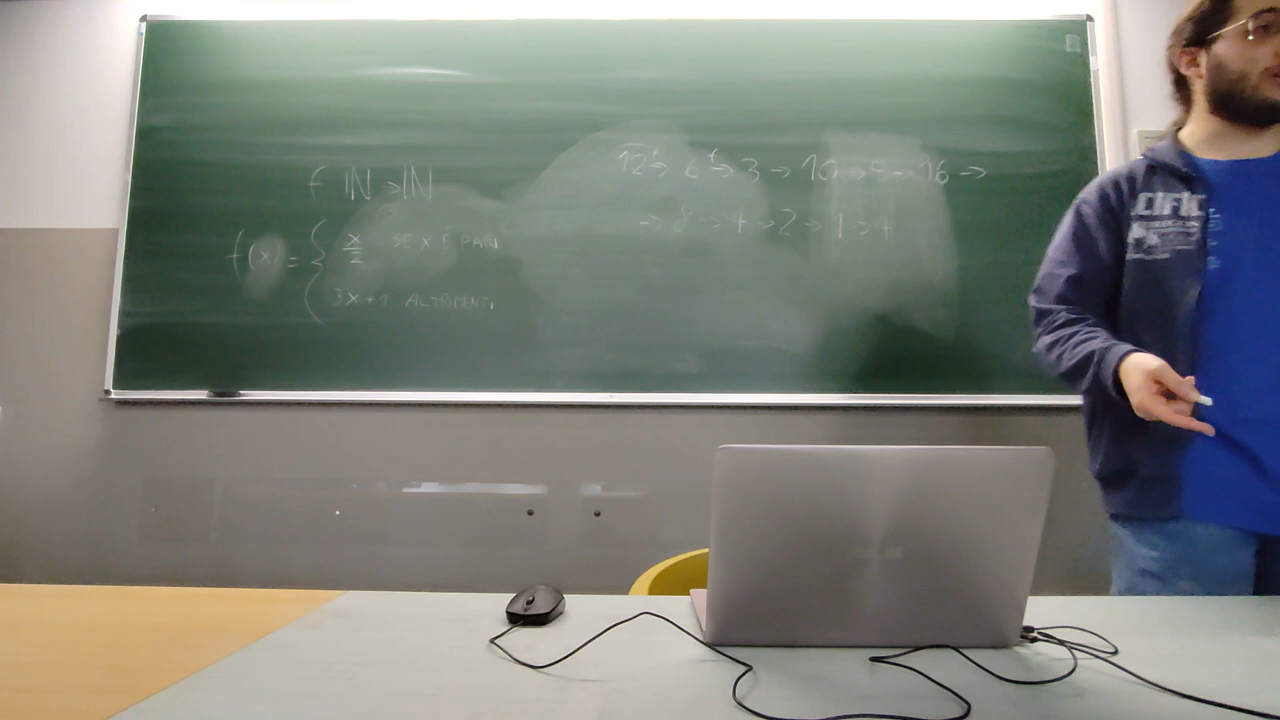 f IN → IN
f(x) = { x/2 SE X È PARI
3x+1 ALTRIMENTI
12 → 6 → 3 → 10 → 5 → 16 →
→ 8 → 4 → 2 → 1 → 4
CIFIC